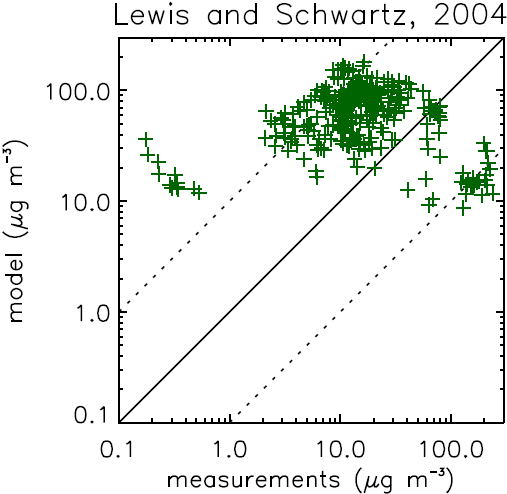 Lewis and Schwartz, 2004
100.0
10.0
1.0
0.1
model (μg m⁻³)
0.1 1.0 10.0 100.0
measurements (μg m⁻³)